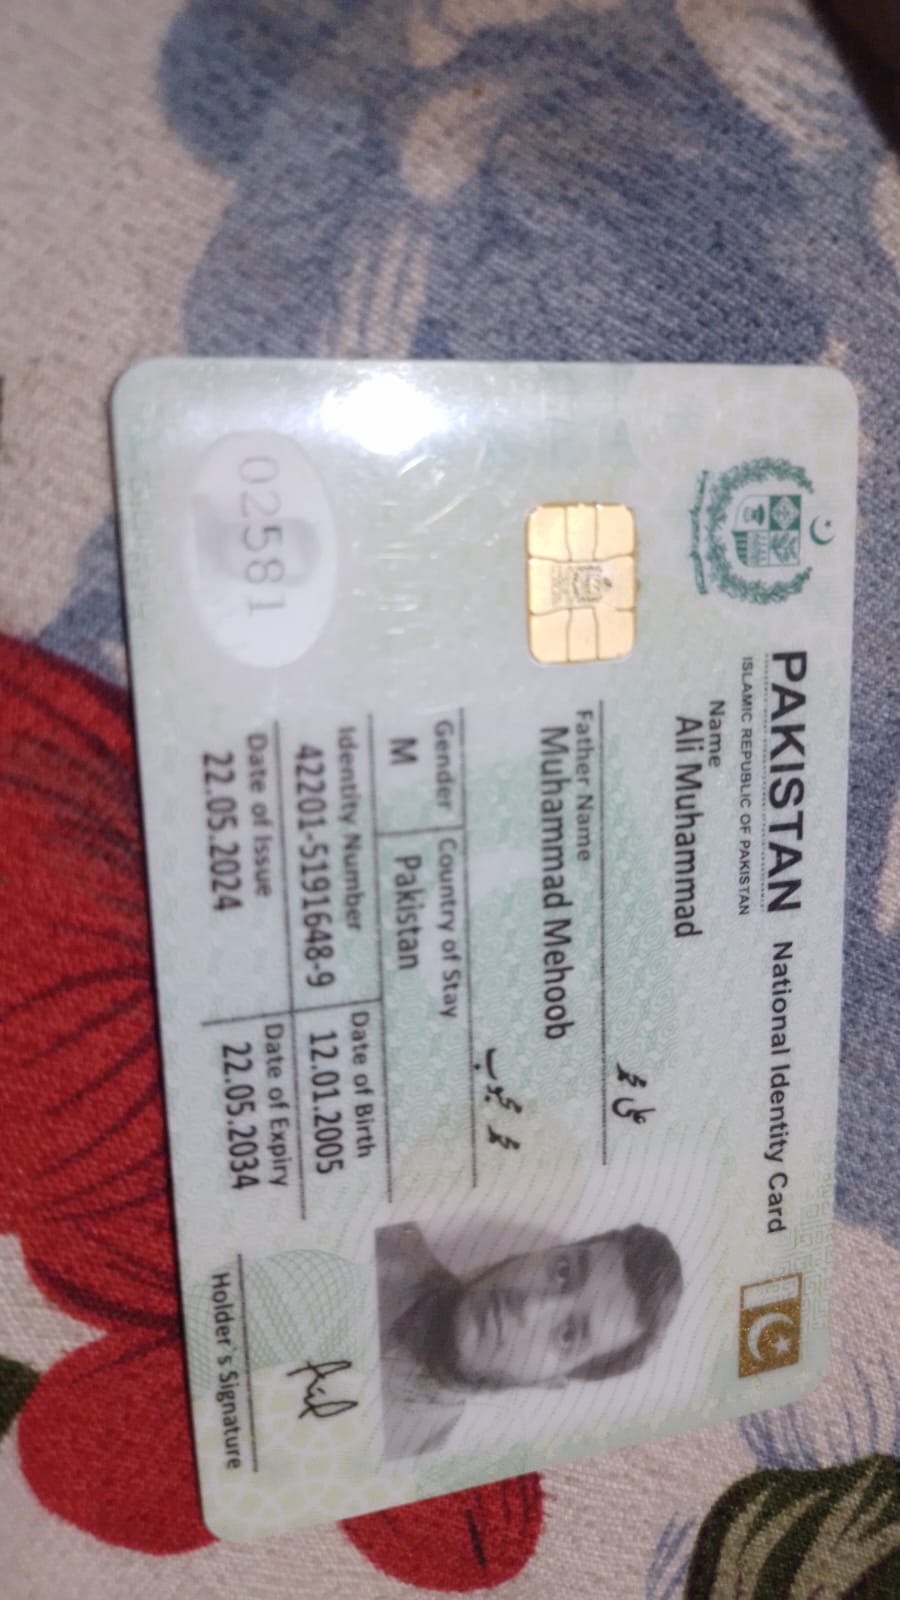 PAKISTAN National Identity Card
ISLAMIC REPUBLIC OF PAKISTAN
Name
Ali Muhammad
علی محمد
Father Name
Muhammad Mehoob
محمد محبوب
Gender Country of Stay
M Pakistan
Identity Number Date of Birth
42201-5191648-9 12.01.2005
Date of Issue Date of Expiry
22.05.2024 22.05.2034
02581
Holder`s Signature